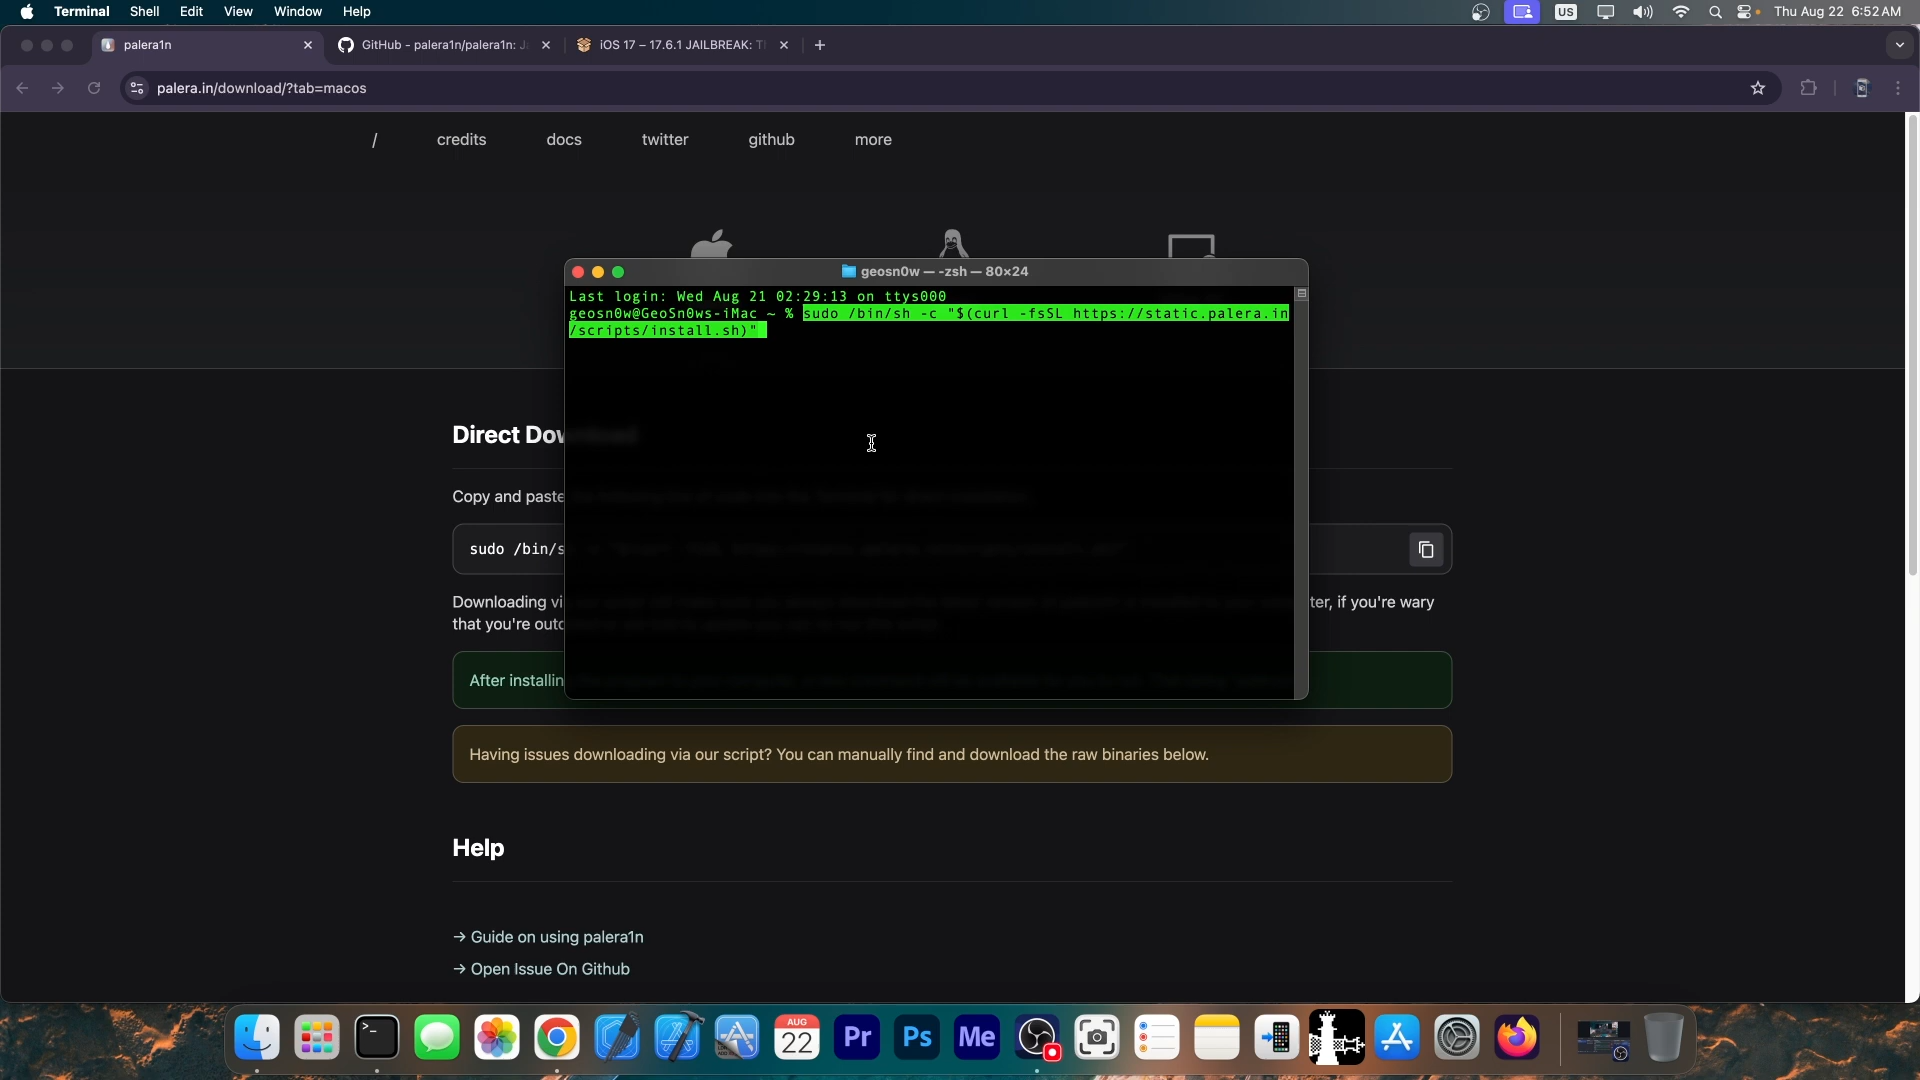 Terminal Shell Edit View Window Help
US
Thu Aug 22 6:52 AM
palera1n
GitHub - palera1n/palera1n: J
iOS 17 – 17.6.1 JAILBREAK: T
palera.in/download/?tab=macos
/ credits docs twitter github more
geosn0w — -zsh — 80×24
Last login: Wed Aug 21 02:29:13 on ttys000
geosn0w@GeoSn0ws-iMac ~ % sudo /bin/sh -c "$(curl -fsSL https://static.palera.in
/scripts/install.sh)"
Direct Download
Copy and paste
sudo /bin/s
Downloading vi
ter, if you're wary
that you're outd
After installin
Having issues downloading via our script? You can manually find and download the raw binaries below.
Help
→ Guide on using palera1n
→ Open Issue On Github
>_
AUG
22
Pr
Ps
Me